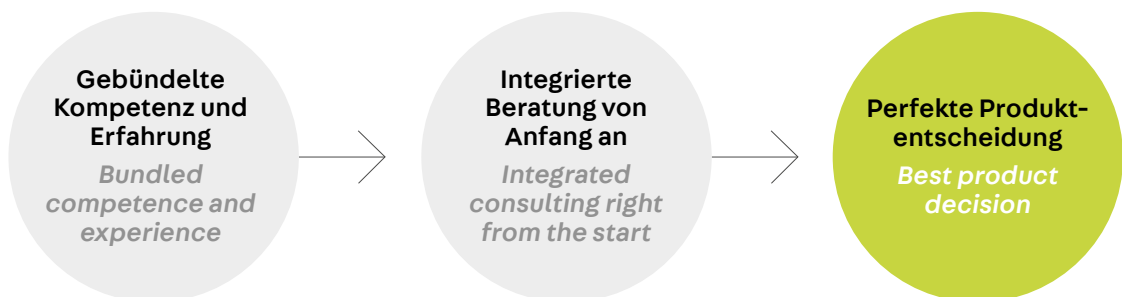 Gebündelte
Kompetenz und
Erfahrung
Bundled
competence and
experience
Integrierte
Beratung von
Anfang an
Integrated
consulting right
from the start
Perfekte Produkt-
entscheidung
Best product
decision